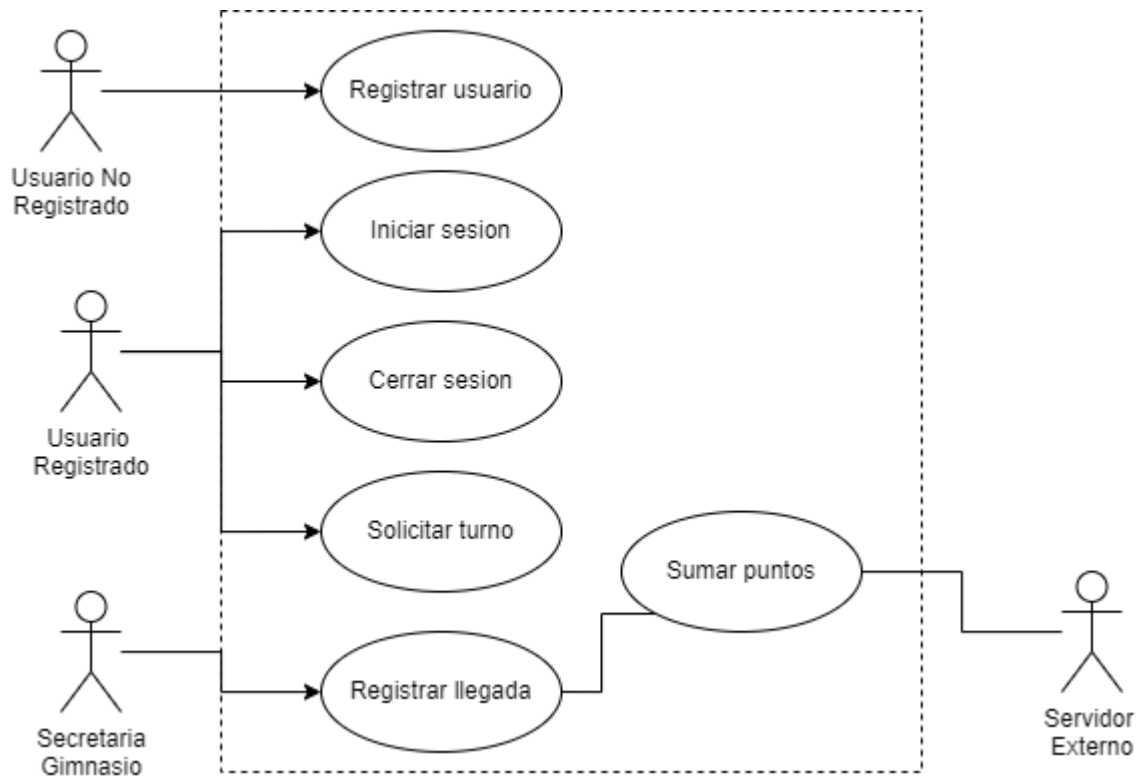 Registrar usuario
Usuario No
Registrado
Iniciar sesion
Cerrar sesion
Usuario
Registrado
Solicitar turno
Sumar puntos
Registrar llegada
Secretaria
Gimnasio
Servidor
Externo